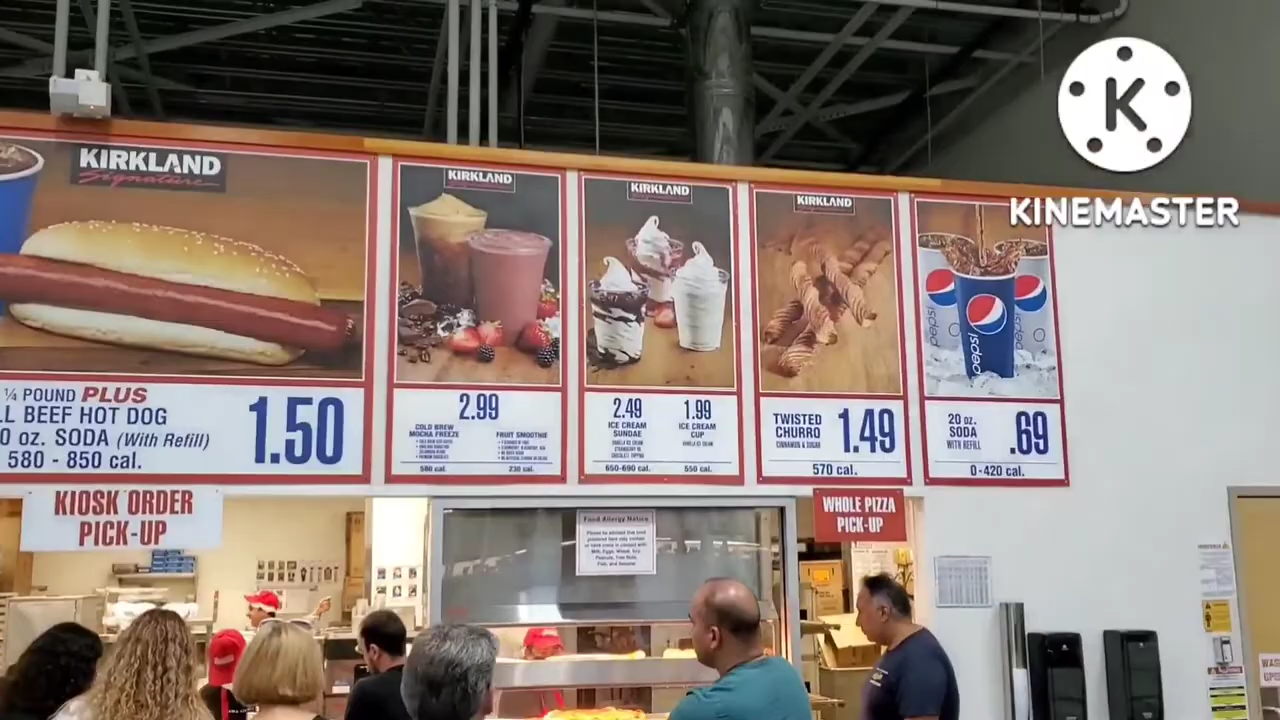 KIRKLAND
Signature
¼ POUND PLUS
L BEEF HOT DOG
0 oz. SODA (With Refill)
580 - 850 cal.
1.50
KIRKLAND
2.99
COLD BREW
MOCHA FREEZE
580 cal.
FRUIT SMOOTHIE
230 cal.
KIRKLAND
2.49
ICE CREAM
SUNDAE
650-690 cal.
1.99
ICE CREAM
CUP
550 cal.
KIRKLAND
TWISTED
CHURRO
CINNAMON & SUGAR
1.49
570 cal.
pepsi
pepsi
pepsi
20 oz.
SODA
WITH REFILL
.69
0-420 cal.
K
KINEMASTER
KIOSK ORDER
PICK-UP
Food Allergy Notice
WHOLE PIZZA
PICK-UP